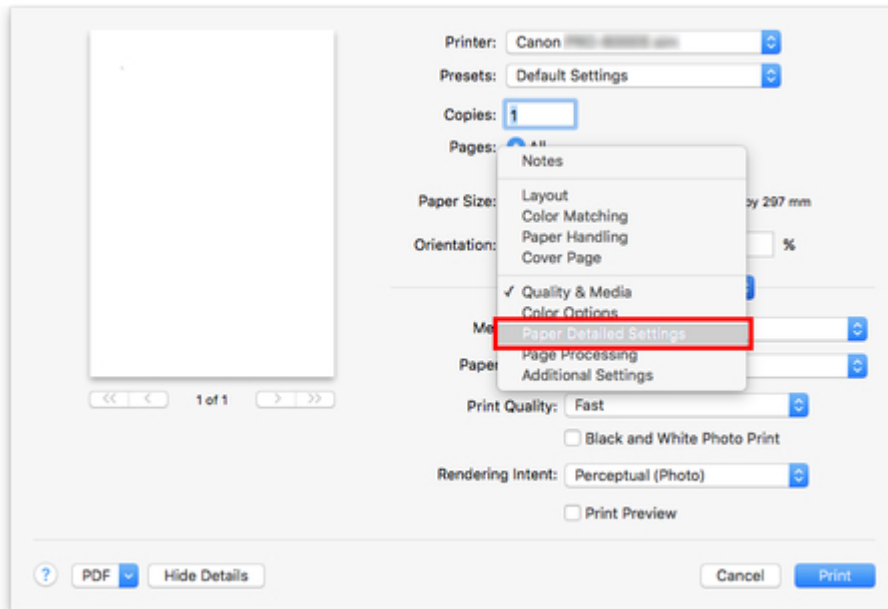 Printer: Canon
Presets: Default Settings
Copies: 1
Pages: All
Notes
Layout
Paper Size: by 297 mm
Color Matching
Paper Handling
Orientation: %
Cover Page
✓ Quality & Media
Color Options
Me
Paper Detailed Settings
Page Processing
Paper
Additional Settings
<< < 1 of 1 > >>
Print Quality: Fast
Black and White Photo Print
Rendering Intent: Perceptual (Photo)
Print Preview
? PDF Hide Details Cancel Print